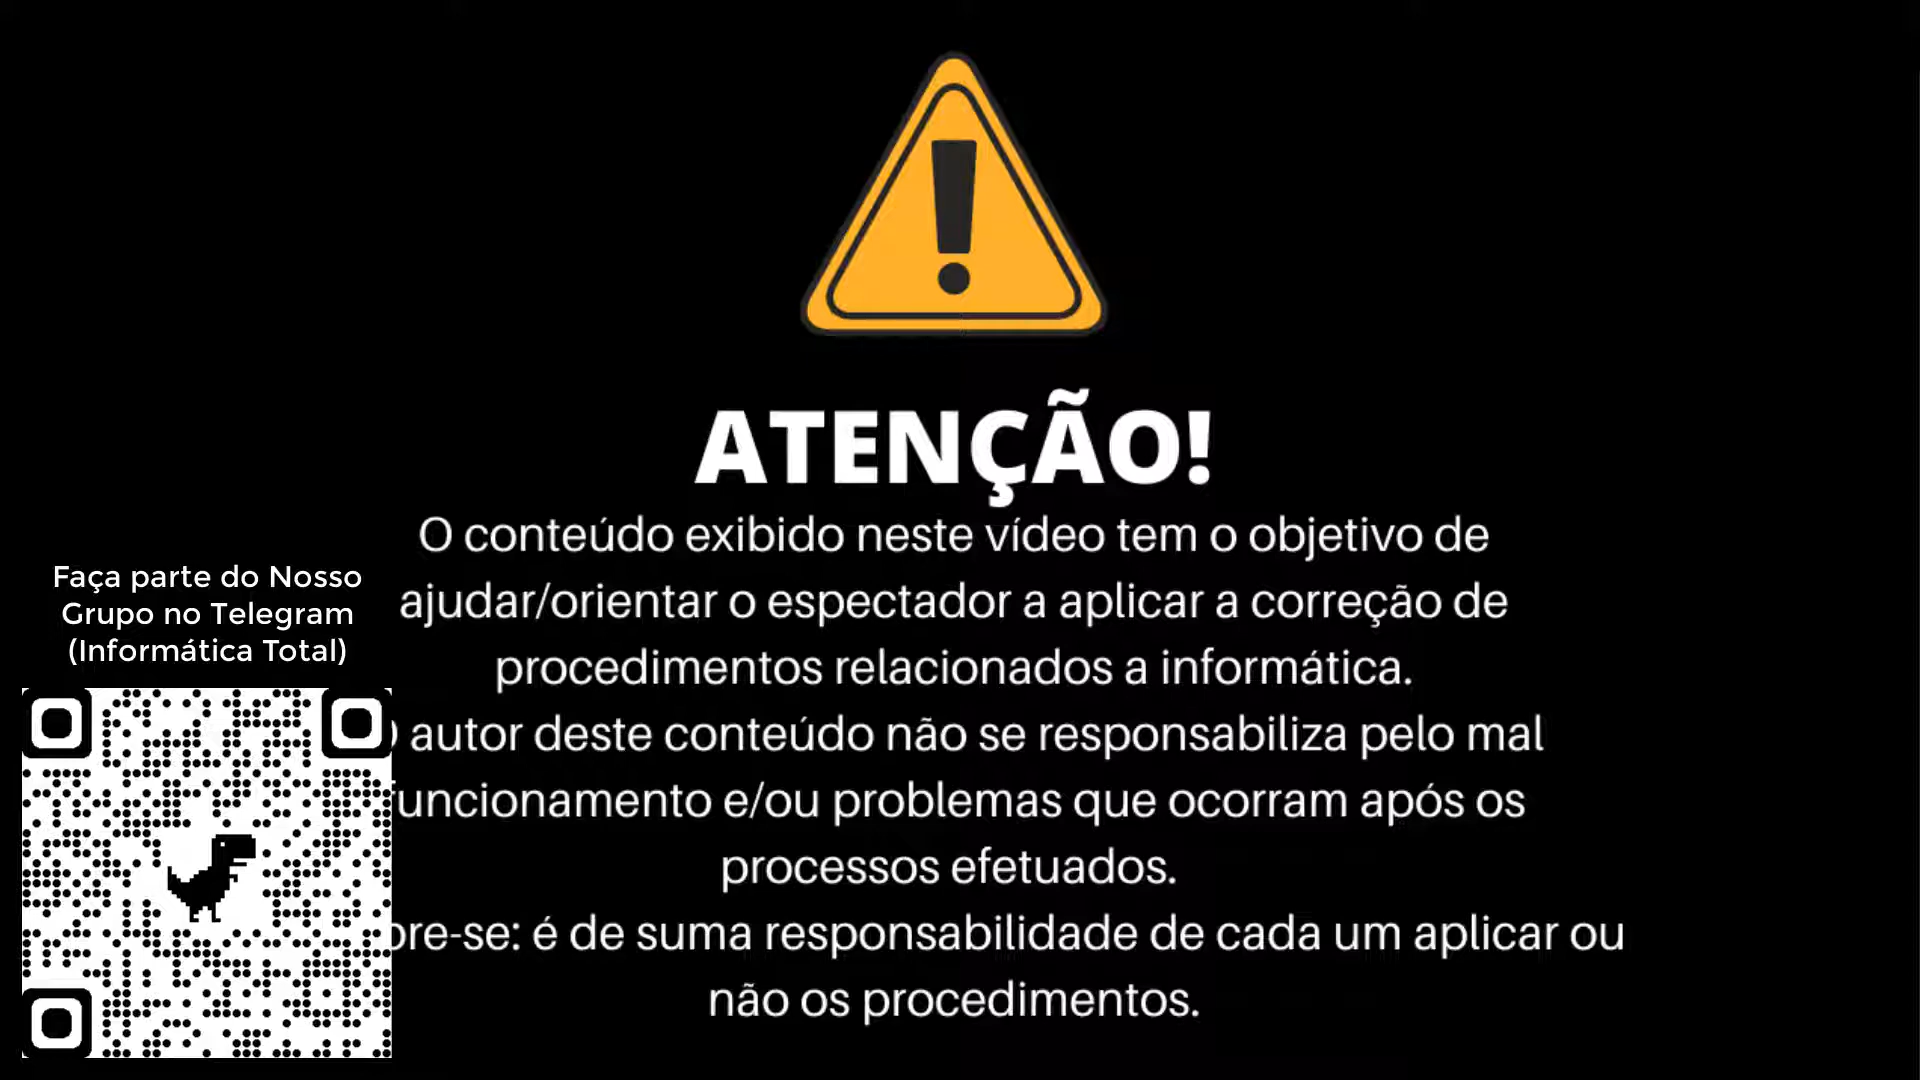 ATENÇÃO!
O conteúdo exibido neste vídeo tem o objetivo de
ajudar/orientar o espectador a aplicar a correção de
procedimentos relacionados a informática.
autor deste conteúdo não se responsabiliza pelo mal
funcionamento e/ou problemas que ocorram após os
processos efetuados.
bre-se: é de suma responsabilidade de cada um aplicar ou
não os procedimentos.
Faça parte do Nosso
Grupo no Telegram
(Informática Total)